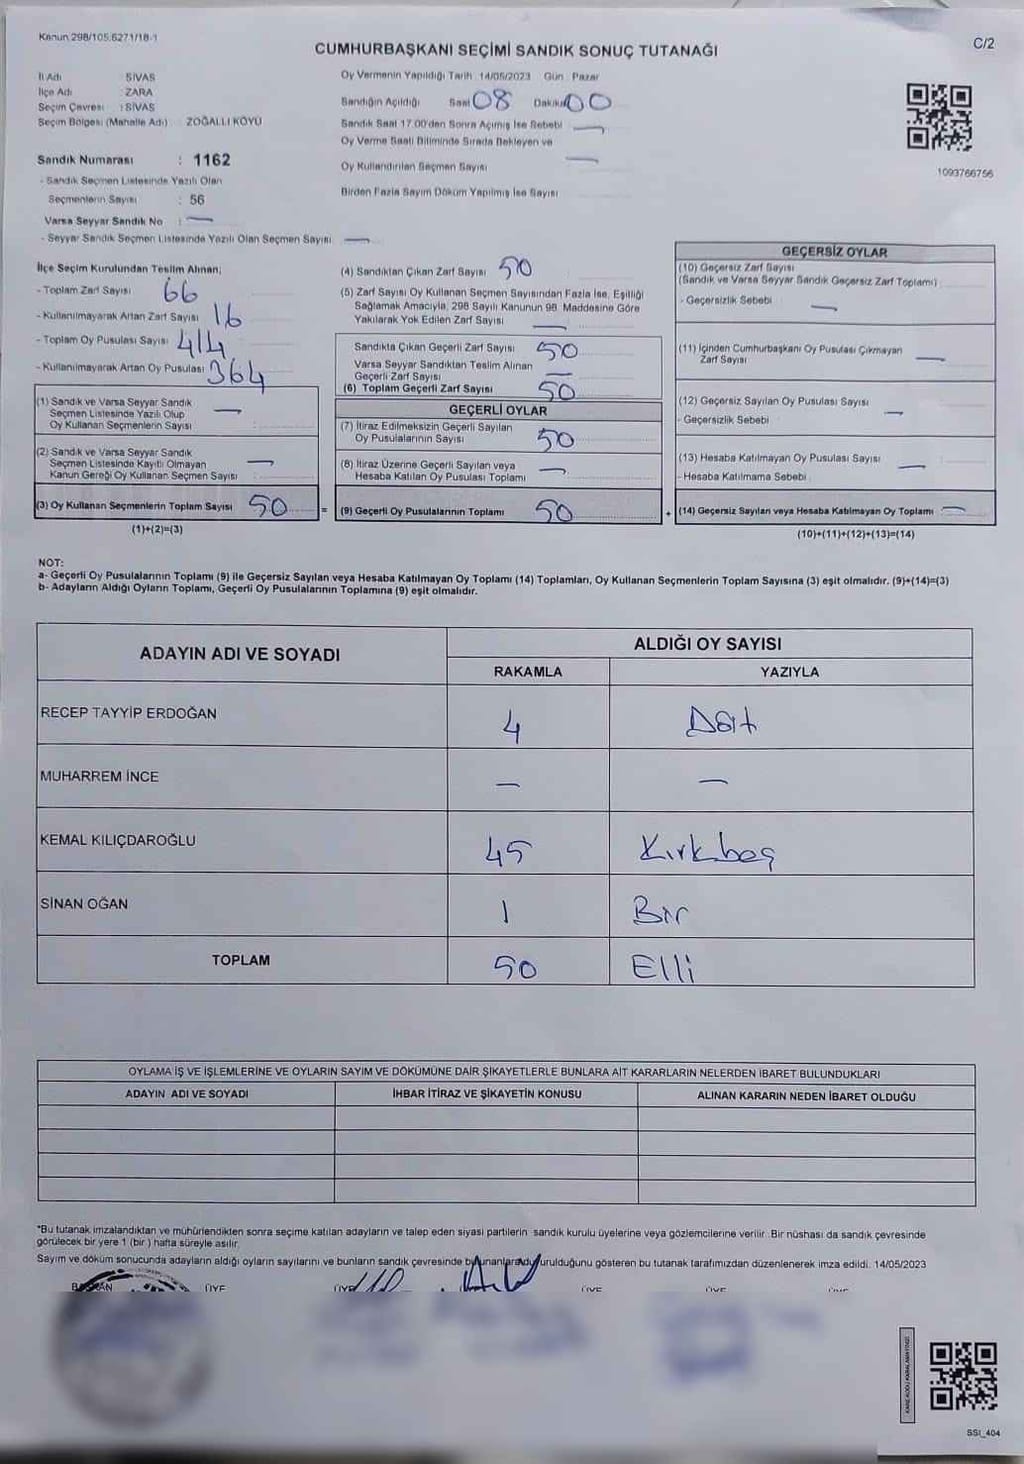 Kanun 298/105.6271/18-1
C/2
CUMHURBAŞKANI SEÇİMİ SANDIK SONUÇ TUTANAĞI
İl Adı : SİVAS
İlçe Adı : ZARA
Seçim Çevresi : SİVAS
Seçim Bölgesi (Mahalle Adı) : ZOĞALLI KÖYÜ
Sandık Numarası : 1162
- Sandık Seçmen Listesinde Yazılı Olan
Seçmenlerin Sayısı : 56
Varsa Seyyar Sandık No : —
- Seyyar Sandık Seçmen Listesinde Yazılı Olan Seçmen Sayısı —
Oy Vermenin Yapıldığı Tarih : 14/05/2023 Gün : Pazar
Sandığın Açıldığı Saat 08 Dakika 00
Sandık Saat 17.00'den Sonra Açımış İse Sebebi —
Oy Verme Saati Bitiminde Sırada Bekleyen ve
Oy Kullandırılan Seçmen Sayısı —
Birden Fazla Sayım Döküm Yapılmış İse Sayısı
1093766756
İlçe Seçim Kurulundan Teslim Alınan;
- Toplam Zarf Sayısı 66
- Kullanılmayarak Artan Zarf Sayısı 16
- Toplam Oy Pusulası Sayısı 414
- Kullanılmayarak Artan Oy Pusulası 364
(1) Sandık ve Varsa Seyyar Sandık
Seçmen Listesinde Yazılı Olup
Oy Kullanan Seçmenlerin Sayısı : —
(2) Sandık ve Varsa Seyyar Sandık
Seçmen Listesinde Kayıtlı Olmayan
Kanun Gereği Oy Kullanan Seçmen Sayısı : —
(3) Oy Kullanan Seçmenlerin Toplam Sayısı 50
(1)+(2)=(3)
(4) Sandıktan Çıkan Zarf Sayısı 50
(5) Zarf Sayısı Oy Kullanan Seçmen Sayısından Fazla İse, Eşitliği
Sağlamak Amacıyla, 298 Sayılı Kanunun 98. Maddesine Göre
Yakılarak Yok Edilen Zarf Sayısı —
Sandıkta Çıkan Geçerli Zarf Sayısı 50
Varsa Seyyar Sandıktan Teslim Alınan
Geçerli Zarf Sayısı —
(6) Toplam Geçerli Zarf Sayısı 50
GEÇERLİ OYLAR
(7) İtiraz Edilmeksizin Geçerli Sayılan
Oy Pusulalarının Sayısı 50
(8) İtiraz Üzerine Geçerli Sayılan veya
Hesaba Katılan Oy Pusulası Toplamı —
= (9) Geçerli Oy Pusulalarının Toplamı 50
GEÇERSİZ OYLAR
(10) Geçersiz Zarf Sayısı
(Sandık ve Varsa Seyyar Sandık Geçersiz Zarf Toplamı)
- Geçersizlik Sebebi —
(11) İçinden Cumhurbaşkanı Oy Pusulası Çıkmayan
Zarf Sayısı —
(12) Geçersiz Sayılan Oy Pusulası Sayısı —
- Geçersizlik Sebebi
(13) Hesaba Katılmayan Oy Pusulası Sayısı —
- Hesaba Katılmama Sebebi
+ (14) Geçersiz Sayılan veya Hesaba Katılmayan Oy Toplamı —
(10)+(11)+(12)+(13)=(14)
NOT:
a- Geçerli Oy Pusulalarının Toplamı (9) ile Geçersiz Sayılan veya Hesaba Katılmayan Oy Toplamı (14) Toplamları, Oy Kullanan Seçmenlerin Toplam Sayısına (3) eşit olmalıdır. (9)+(14)=(3)
b- Adayların Aldığı Oyların Toplamı, Geçerli Oy Pusulalarının Toplamına (9) eşit olmalıdır.
ADAYIN ADI VE SOYADI ALDIĞI OY SAYISI
RAKAMLA YAZIYLA
RECEP TAYYİP ERDOĞAN 4 Dört
MUHARREM İNCE — —
KEMAL KILIÇDAROĞLU 45 Kırkbeş
SİNAN OĞAN 1 Bir
TOPLAM 50 Elli
OYLAMA İŞ VE İŞLEMLERİNE VE OYLARIN SAYIM VE DÖKÜMÜNE DAİR ŞİKAYETLERLE BUNLARA AİT KARARLARIN NELERDEN İBARET BULUNDUKLARI
ADAYIN ADI VE SOYADI İHBAR İTİRAZ VE ŞİKAYETİN KONUSU ALINAN KARARIN NEDEN İBARET OLDUĞU
*Bu tutanak imzalandıktan ve mühürlendikten sonra seçime katılan adayların ve talep eden siyasi partilerin sandık kurulu üyelerine veya gözlemcilerine verilir. Bir nüshası da sandık çevresinde
görülecek bir yere 1 (bir ) hafta süreyle asılır.
Sayım ve döküm sonucunda adayların aldığı oyların sayılarını ve bunların sandık çevresinde duyurulduğunu gösteren bu tutanak tarafımızdan düzenlenerek imza edildi. 14/05/2023
BAŞKAN ÜYE ÜYE ÜYE ÜYE
SSI_404